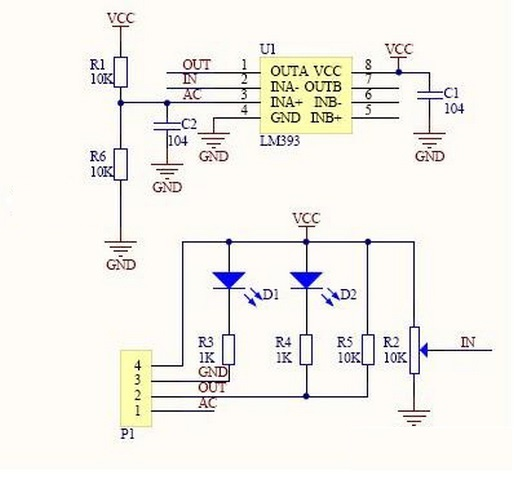 VCC
R1
10K
OUT
IN
AC
1
2
3
4
U1
OUTA VCC
INA- OUTB
INA+ INB-
GND INB+
LM393
8
7
6
5
VCC
C1
104
GND
C2
104
GND
GND
R6
10K
GND
VCC
D1
D2
R3
1K
R4
1K
R5
10K
R2
10K
IN
GND
OUT
AC
4
3
2
1
P1